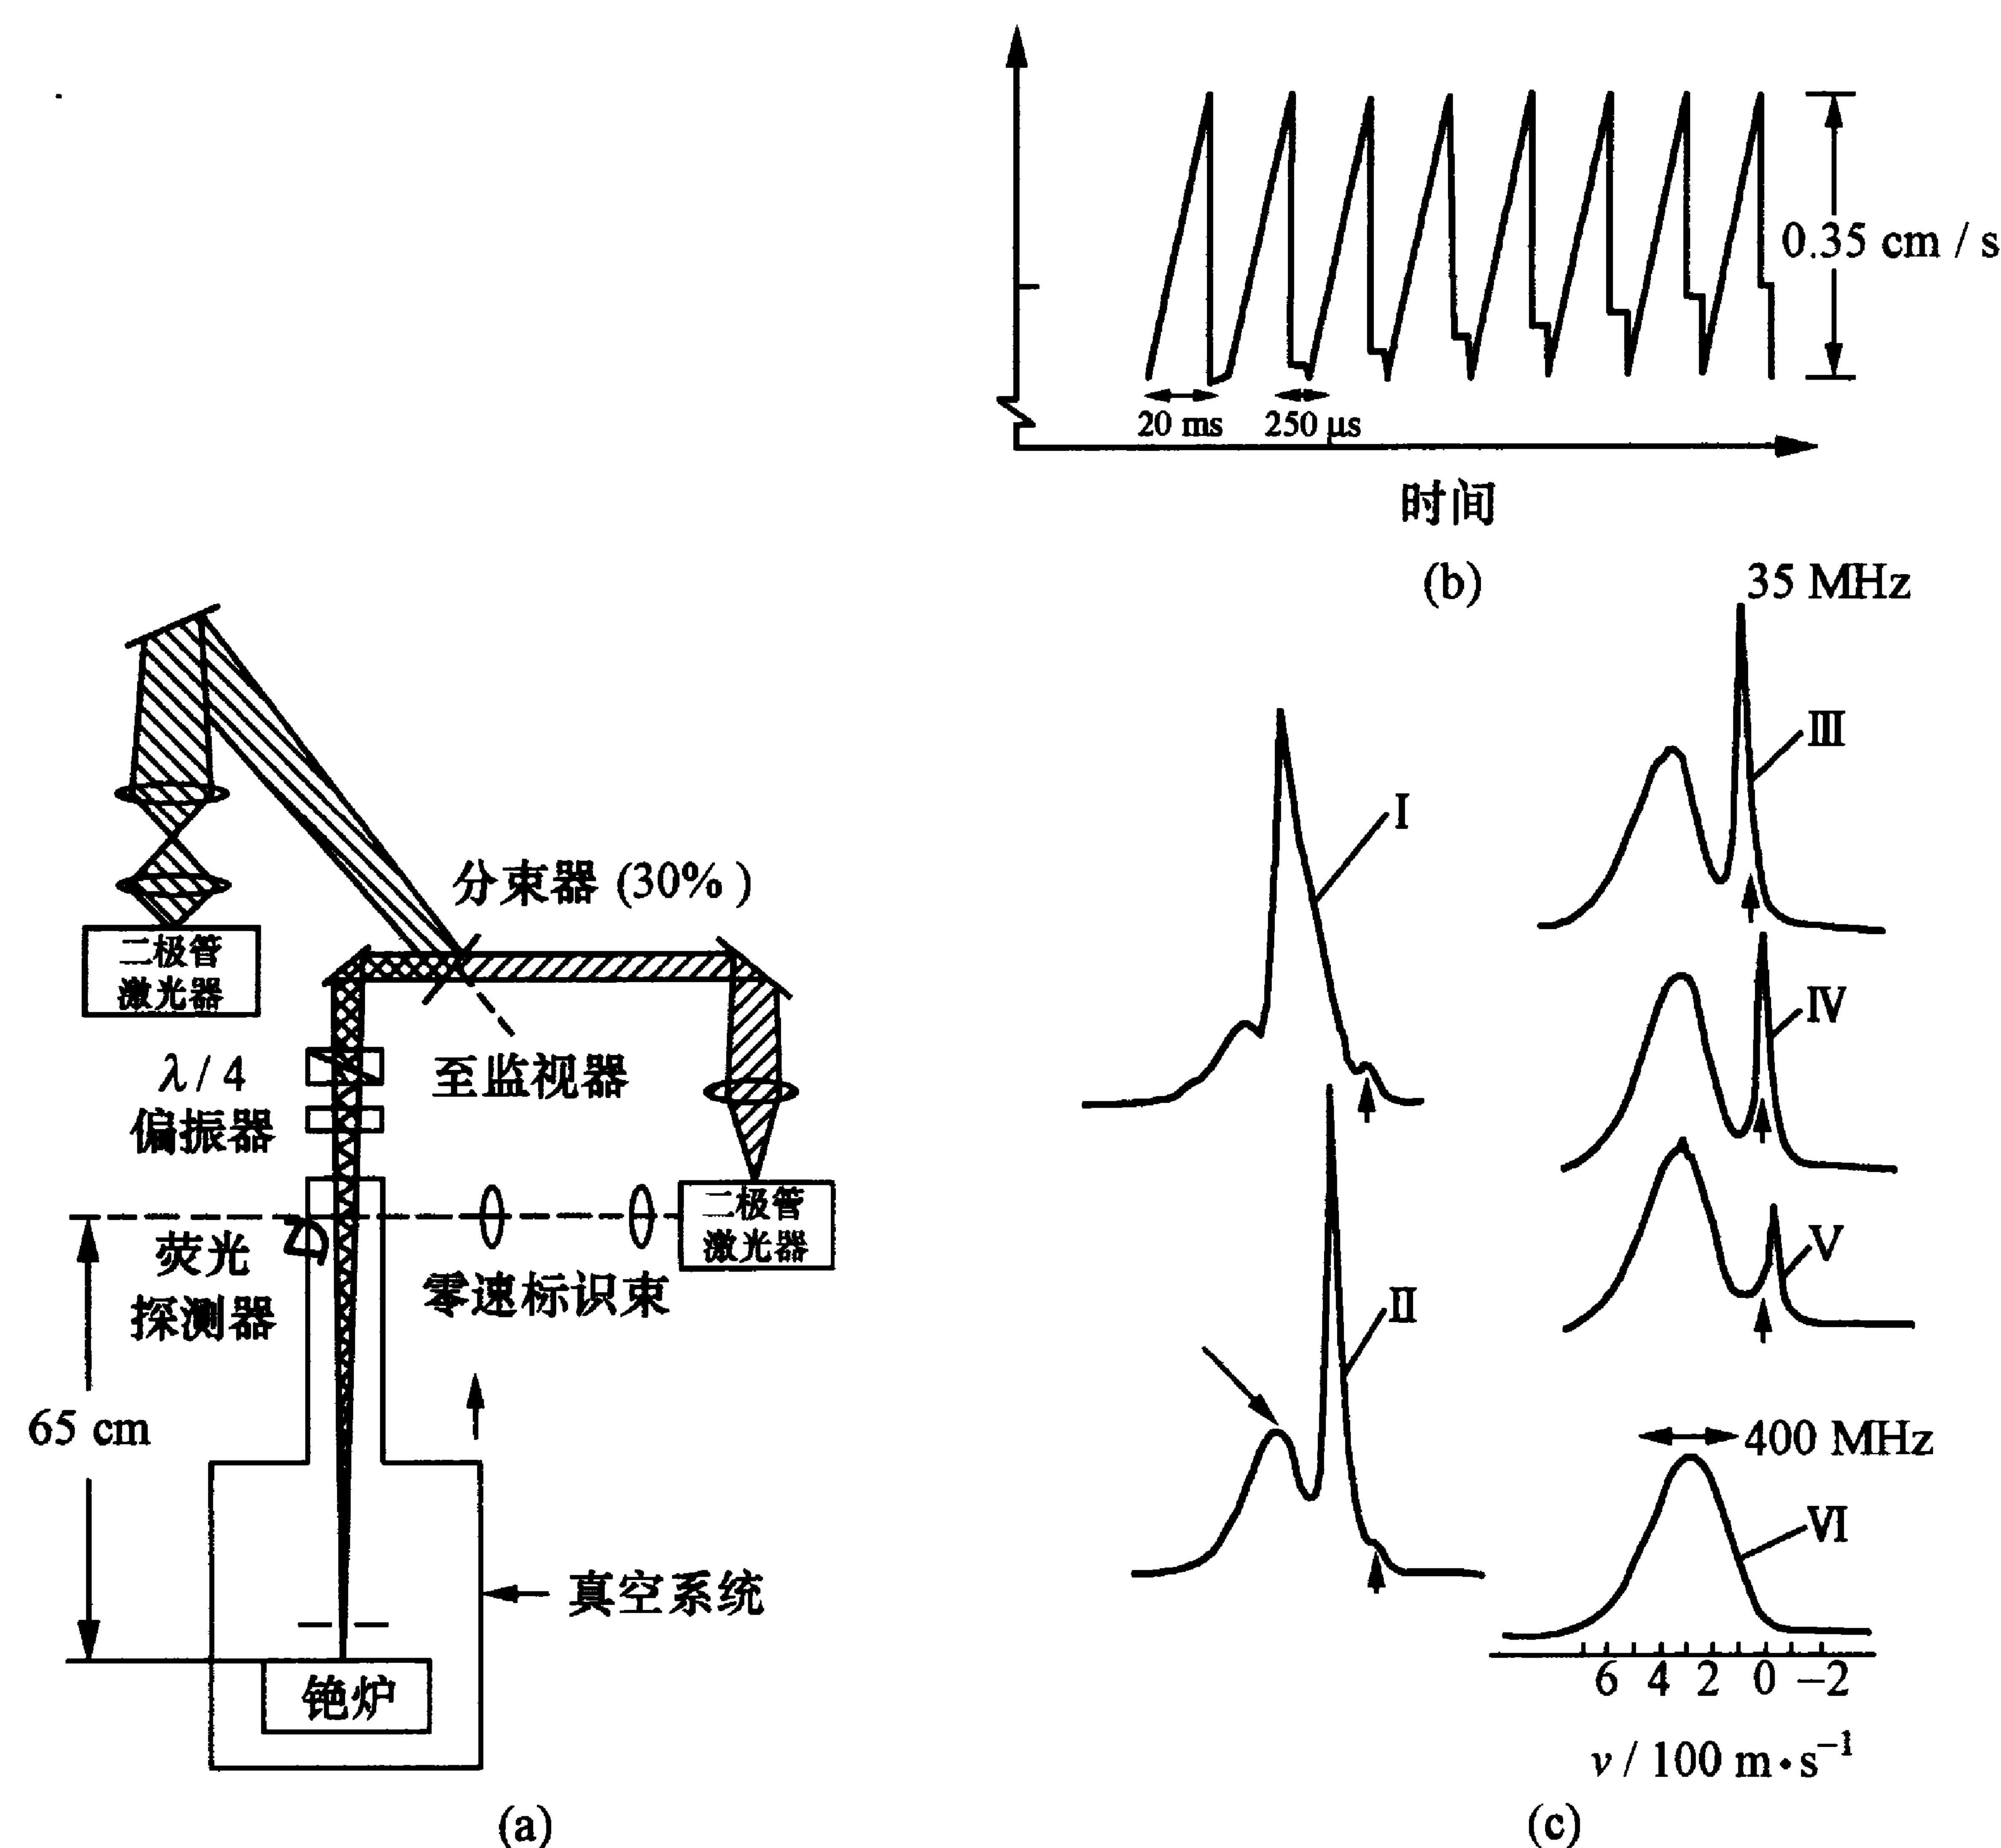 0.35 cm / s
20 ms
250 μs
时间
(b)
35 MHz
Ⅲ
Ⅰ
Ⅳ
Ⅴ
Ⅱ
400 MHz
Ⅵ
6 4 2 0 −2
v / 100 m·s⁻¹
(c)
分束器 (30%)
二极管
激光器
λ / 4
偏振器
至监视器
二极管
激光器
荧光
探测器
零速标识束
65 cm
真空系统
铯炉
(a)